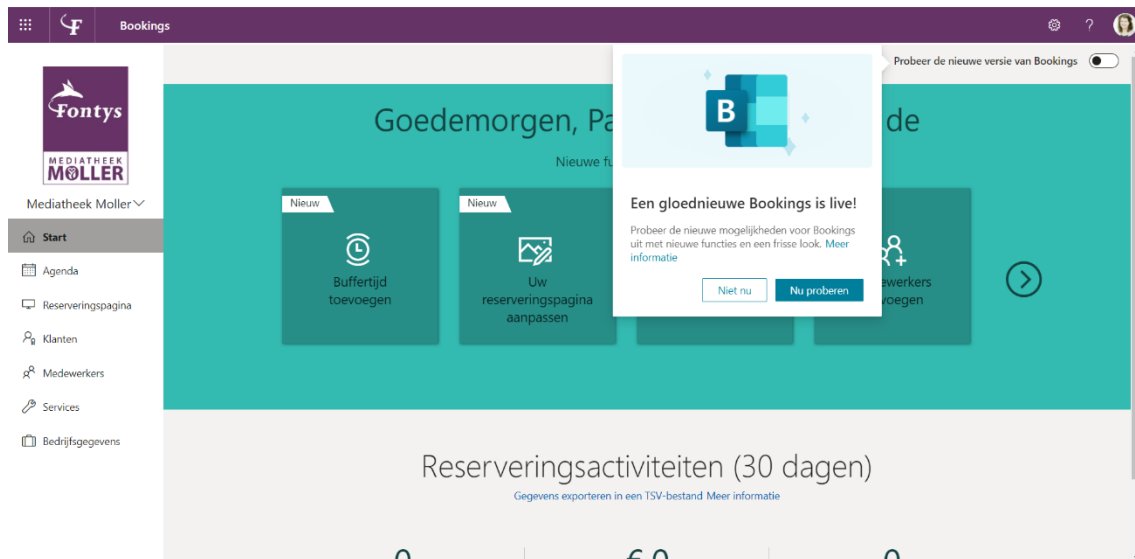 Bookings
Probeer de nieuwe versie van Bookings
Fontys
MEDIATHEEK
MØLLER
Mediatheek Moller
Start
Agenda
Reserveringspagina
Klanten
Medewerkers
Services
Bedrijfsgegevens
Goedemorgen, de
Nieuwe
Nieuw
Buffertijd
toevoegen
Nieuw
Uw
reserveringspagina
aanpassen
B
Een gloednieuwe Bookings is live!
Probeer de nieuwe mogelijkheden voor Bookings
uit met nieuwe functies en een frisse look. Meer
informatie
Niet nu
Nu proberen
ewerkers
voegen
Reserveringsactiviteiten (30 dagen)
Gegevens exporteren in een TSV-bestand Meer informatie